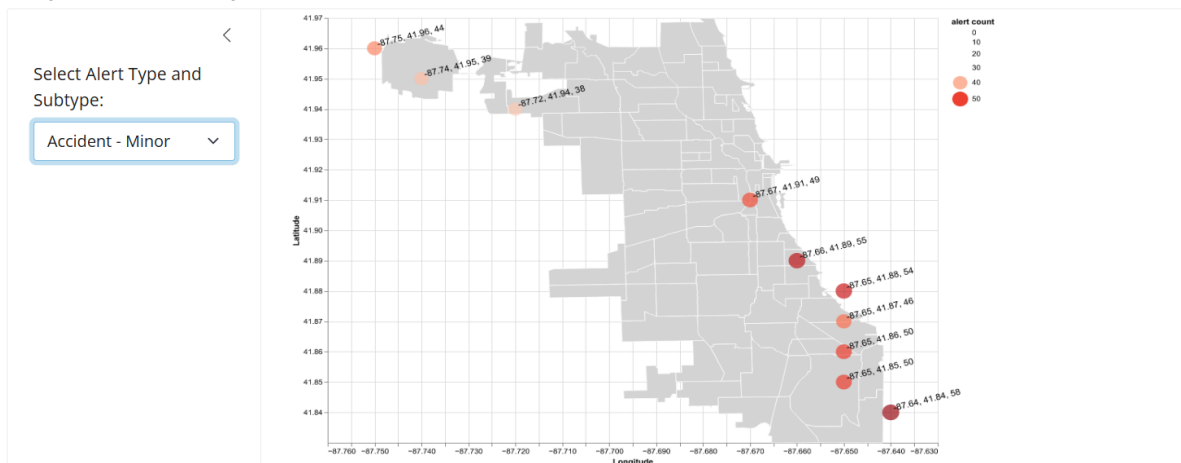 Select Alert Type and
Subtype:
Accident - Minor
41.97
41.96
41.95
41.94
41.93
41.92
41.91
41.90
41.89
41.88
41.87
41.86
41.85
41.84
Latitude
-87.75, 41.96, 44
-87.74, 41.95, 39
-87.72, 41.94, 38
-87.67, 41.91, 49
-87.66, 41.89, 55
-87.65, 41.88, 54
-87.65, 41.87, 46
-87.65, 41.86, 50
-87.65, 41.85, 50
-87.64, 41.84, 58
−87.760 −87.750 −87.740 −87.730 −87.720 −87.710 −87.700 −87.690 −87.680 −87.670 −87.660 −87.650 −87.640 −87.630
Longitude
alert count
0
10
20
30
40
50